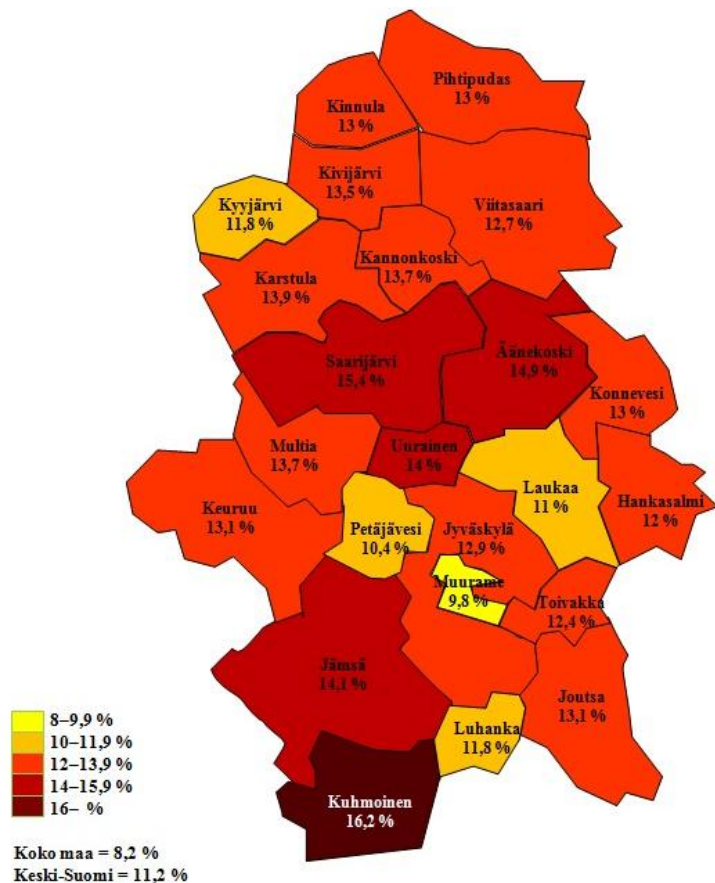 Pihtipudas
13 %
Kinnula
13 %
Kivijärvi
13,5 %
Viitasaari
12,7 %
Kyyjärvi
11,8 %
Kannonkoski
13,7 %
Karstula
13,9 %
Saarijärvi
15,4 %
Äänekoski
14,9 %
Konnevesi
13 %
Multia
13,7 %
Uurainen
14 %
Laukaa
11 %
Hankasalmi
12 %
Keuruu
13,1 %
Petäjävesi
10,4 %
Jyväskylä
12,9 %
Muurame
9,8 %
Toivakka
12,4 %
Jämsä
14,1 %
Joutsa
13,1 %
Luhanka
11,8 %
Kuhmoinen
16,2 %
8–9,9 %
10–11,9 %
12–13,9 %
14–15,9 %
16– %
Koko maa = 8,2 %
Keski-Suomi = 11,2 %